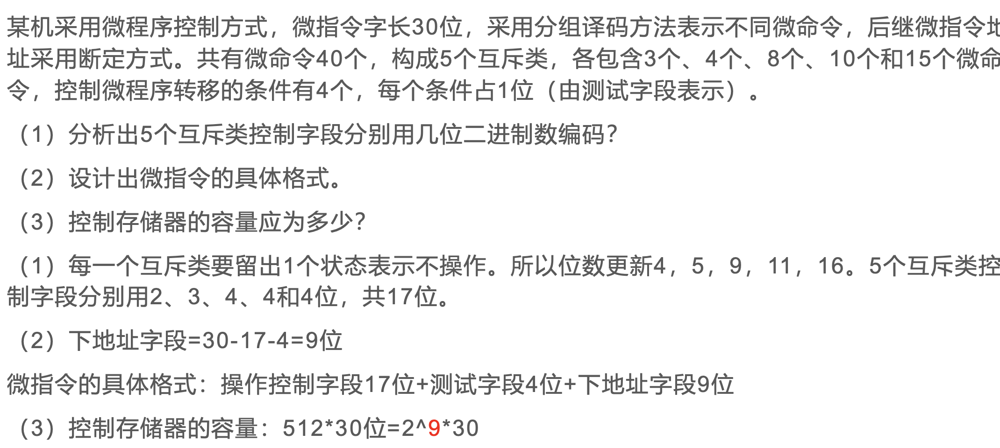 某机采用微程序控制方式，微指令字长30位，采用分组译码方法表示不同微命令，后继微指令地
址采用断定方式。共有微命令40个，构成5个互斥类，各包含3个、4个、8个、10个和15个微命
令，控制微程序转移的条件有4个，每个条件占1位（由测试字段表示）。
（1）分析出5个互斥类控制字段分别用几位二进制数编码？
（2）设计出微指令的具体格式。
（3）控制存储器的容量应为多少？
（1）每一个互斥类要留出1个状态表示不操作。所以位数更新4，5，9，11，16。5个互斥类控
制字段分别用2、3、4、4和4位，共17位。
（2）下地址字段=30-17-4=9位
微指令的具体格式：操作控制字段17位+测试字段4位+下地址字段9位
（3）控制存储器的容量：512*30位=2^9*30